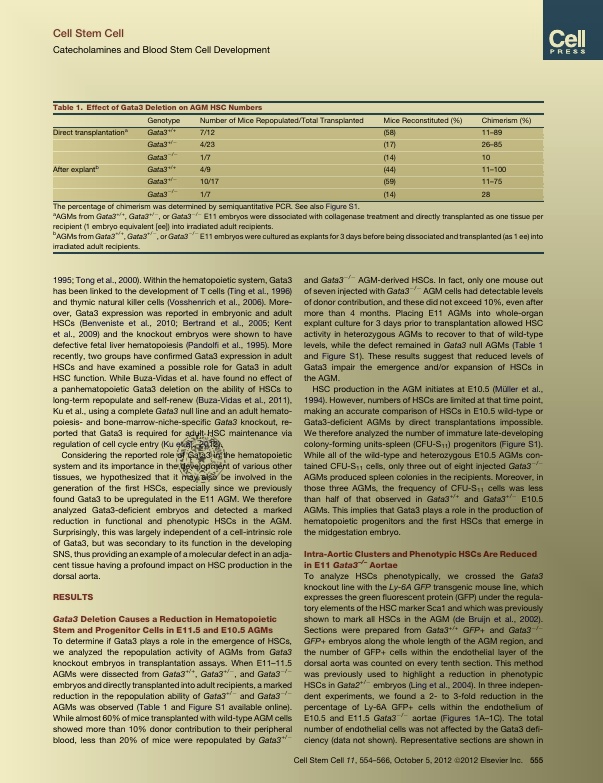 Cell Stem Cell
Catecholamines and Blood Stem Cell Development
Cell
PRESS
Table 1. Effect of Gata3 Deletion on AGM HSC Numbers
Genotype Number of Mice Repopulated/Total Transplanted Mice Reconstituted (%) Chimerism (%)
Direct transplantationᵃ Gata3+/+ 7/12 (58) 11–89
Gata3+/− 4/23 (17) 26–85
Gata3−/− 1/7 (14) 10
After explantᵇ Gata3+/+ 4/9 (44) 11–100
Gata3+/− 10/17 (59) 11–75
Gata3−/− 1/7 (14) 28
The percentage of chimerism was determined by semiquantitative PCR. See also Figure S1.
ᵃAGMs from Gata3+/+, Gata3+/−, or Gata3−/− E11 embryos were dissociated with collagenase treatment and directly transplanted as one tissue per
recipient (1 embryo equivalent [ee]) into irradiated adult recipients.
ᵇAGMs from Gata3+/+, Gata3+/−, or Gata3−/− E11 embryos were cultured as explants for 3 days before being dissociated and transplanted (as 1 ee) into
irradiated adult recipients.
1995; Tong et al., 2000). Within the hematopoietic system, Gata3
has been linked to the development of T cells (Ting et al., 1996)
and thymic natural killer cells (Vosshenrich et al., 2006). More-
over, Gata3 expression was reported in embryonic and adult
HSCs (Benveniste et al., 2010; Bertrand et al., 2005; Kent
et al., 2009) and the knockout embryos were shown to have
defective fetal liver hematopoiesis (Pandolfi et al., 1995). More
recently, two groups have confirmed Gata3 expression in adult
HSCs and have examined a possible role for Gata3 in adult
HSC function. While Buza-Vidas et al. have found no effect of
a panhematopoietic Gata3 deletion on the ability of HSCs to
long-term repopulate and self-renew (Buza-Vidas et al., 2011),
Ku et al., using a complete Gata3 null line and an adult hemato-
poiesis- and bone-marrow-niche-specific Gata3 knockout, re-
ported that Gata3 is required for adult HSC maintenance via
regulation of cell cycle entry (Ku et al., 2012).
Considering the reported role of Gata3 in the hematopoietic
system and its importance in the development of various other
tissues, we hypothesized that it may also be involved in the
generation of the first HSCs, especially since we previously
found Gata3 to be upregulated in the E11 AGM. We therefore
analyzed Gata3-deficient embryos and detected a marked
reduction in functional and phenotypic HSCs in the AGM.
Surprisingly, this was largely independent of a cell-intrinsic role
of Gata3, but was secondary to its function in the developing
SNS, thus providing an example of a molecular defect in an adja-
cent tissue having a profound impact on HSC production in the
dorsal aorta.
RESULTS
Gata3 Deletion Causes a Reduction in Hematopoietic
Stem and Progenitor Cells in E11.5 and E10.5 AGMs
To determine if Gata3 plays a role in the emergence of HSCs,
we analyzed the repopulation activity of AGMs from Gata3
knockout embryos in transplantation assays. When E11–11.5
AGMs were dissected from Gata3+/+, Gata3+/−, and Gata3−/−
embryos and directly transplanted into adult recipients, a marked
reduction in the repopulation ability of Gata3+/− and Gata3−/−
AGMs was observed (Table 1 and Figure S1 available online).
While almost 60% of mice transplanted with wild-type AGM cells
showed more than 10% donor contribution to their peripheral
blood, less than 20% of mice were repopulated by Gata3+/−
and Gata3−/− AGM-derived HSCs. In fact, only one mouse out
of seven injected with Gata3−/− AGM cells had detectable levels
of donor contribution, and these did not exceed 10%, even after
more than 4 months. Placing E11 AGMs into whole-organ
explant culture for 3 days prior to transplantation allowed HSC
activity in heterozygous AGMs to recover to that of wild-type
levels, while the defect remained in Gata3 null AGMs (Table 1
and Figure S1). These results suggest that reduced levels of
Gata3 impair the emergence and/or expansion of HSCs in
the AGM.
HSC production in the AGM initiates at E10.5 (Müller et al.,
1994). However, numbers of HSCs are limited at that time point,
making an accurate comparison of HSCs in E10.5 wild-type or
Gata3-deficient AGMs by direct transplantations impossible.
We therefore analyzed the number of immature late-developing
colony-forming units-spleen (CFU-S₁₁) progenitors (Figure S1).
While all of the wild-type and heterozygous E10.5 AGMs con-
tained CFU-S₁₁ cells, only three out of eight injected Gata3−/−
AGMs produced spleen colonies in the recipients. Moreover, in
those three AGMs, the frequency of CFU-S₁₁ cells was less
than half of that observed in Gata3+/+ and Gata3+/− E10.5
AGMs. This implies that Gata3 plays a role in the production of
hematopoietic progenitors and the first HSCs that emerge in
the midgestation embryo.
Intra-Aortic Clusters and Phenotypic HSCs Are Reduced
in E11 Gata3−/− Aortae
To analyze HSCs phenotypically, we crossed the Gata3
knockout line with the Ly-6A GFP transgenic mouse line, which
expresses the green fluorescent protein (GFP) under the regula-
tory elements of the HSC marker Sca1 and which was previously
shown to mark all HSCs in the AGM (de Bruijn et al., 2002).
Sections were prepared from Gata3+/+ GFP+ and Gata3−/−
GFP+ embryos along the whole length of the AGM region, and
the number of GFP+ cells within the endothelial layer of the
dorsal aorta was counted on every tenth section. This method
was previously used to highlight a reduction in phenotypic
HSCs in Gata2+/− embryos (Ling et al., 2004). In three indepen-
dent experiments, we found a 2- to 3-fold reduction in the
percentage of Ly-6A GFP+ cells within the endothelium of
E10.5 and E11.5 Gata3−/− aortae (Figures 1A–1C). The total
number of endothelial cells was not affected by the Gata3 defi-
ciency (data not shown). Representative sections are shown in
Cell Stem Cell 11, 554–566, October 5, 2012 ©2012 Elsevier Inc. 555